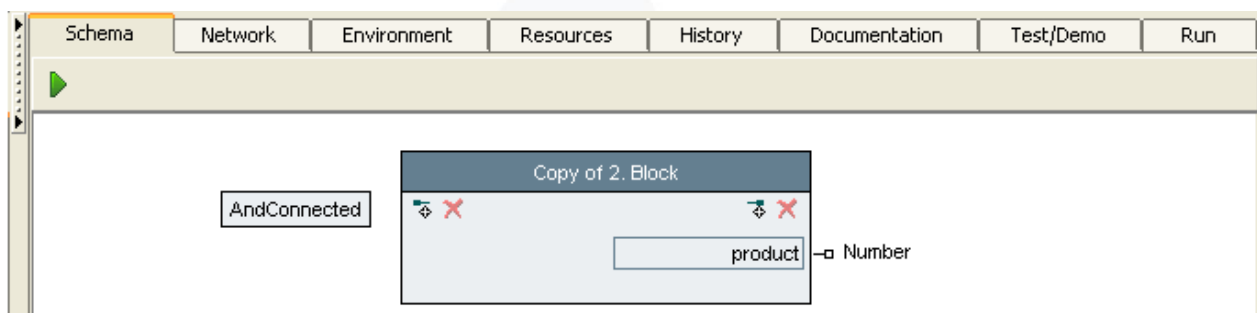 Schema Network Environment Resources History Documentation Test/Demo Run
Copy of 2. Block
AndConnected
product Number